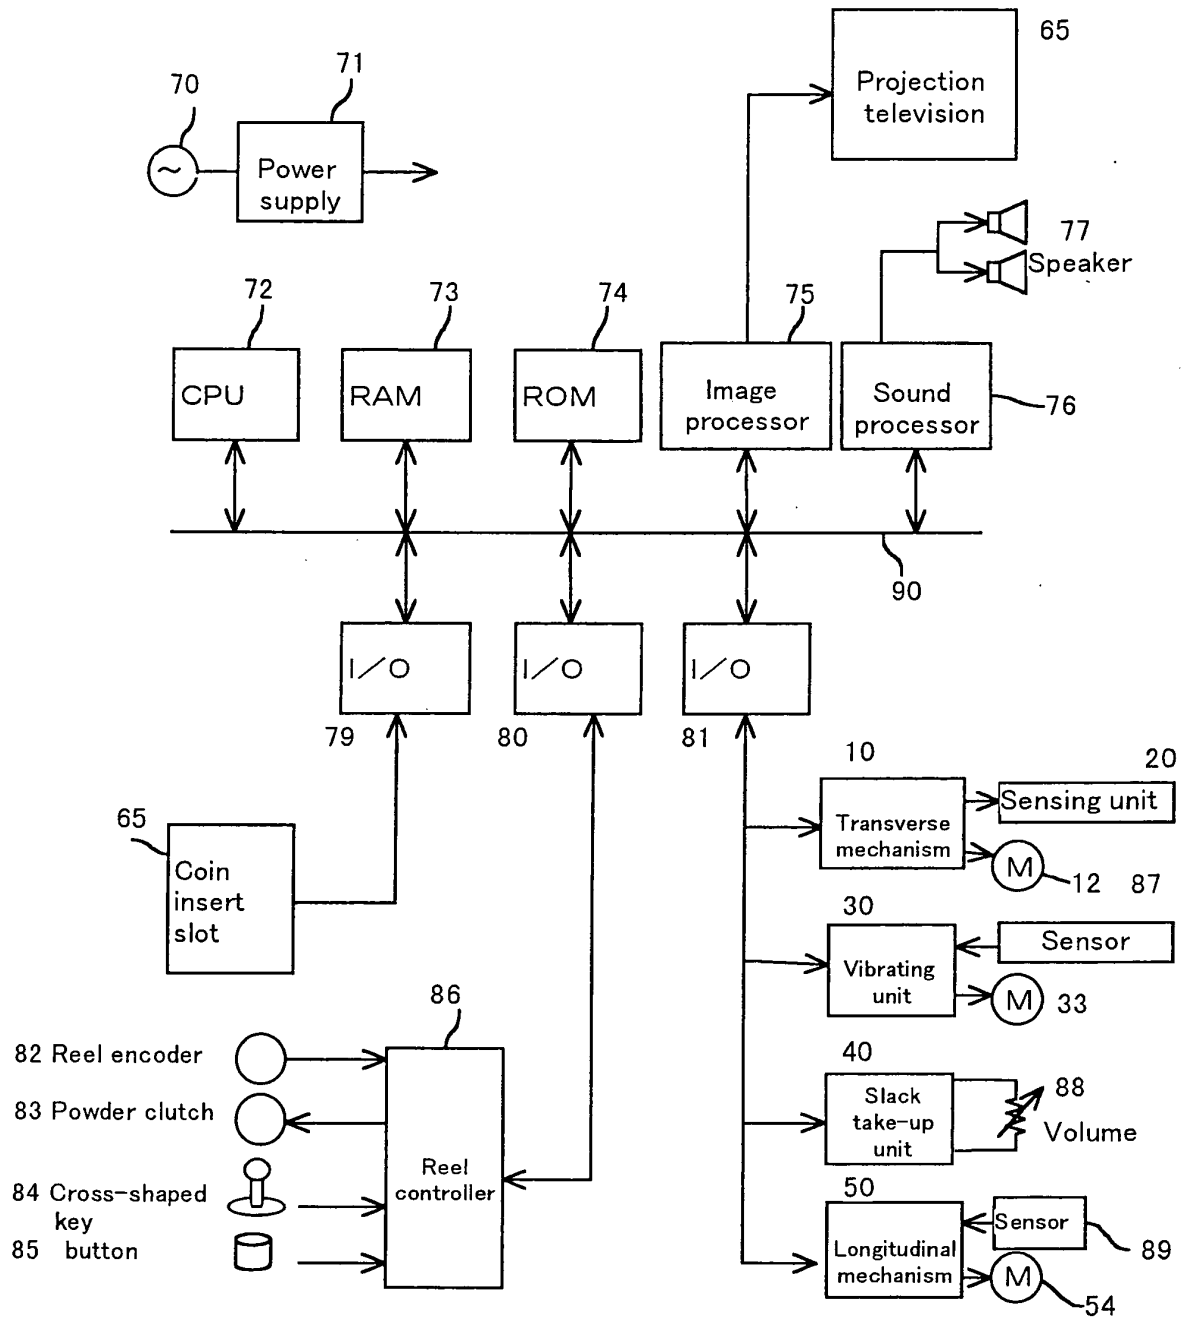 65
Projection
television
70
71
~
Power
supply
77
Speaker
72
73
74
75
CPU
RAM
ROM
Image
processor
Sound
processor
76
90
I/O
I/O
I/O
79
80
81
10
20
Transverse
mechanism
Sensing unit
M
12
87
65
Coin
insert
slot
30
Vibrating
unit
Sensor
M
33
86
82 Reel encoder
83 Powder clutch
84 Cross-shaped
key
85 button
Reel
controller
40
Slack
take-up
unit
88
Volume
50
Longitudinal
mechanism
Sensor
89
M
54